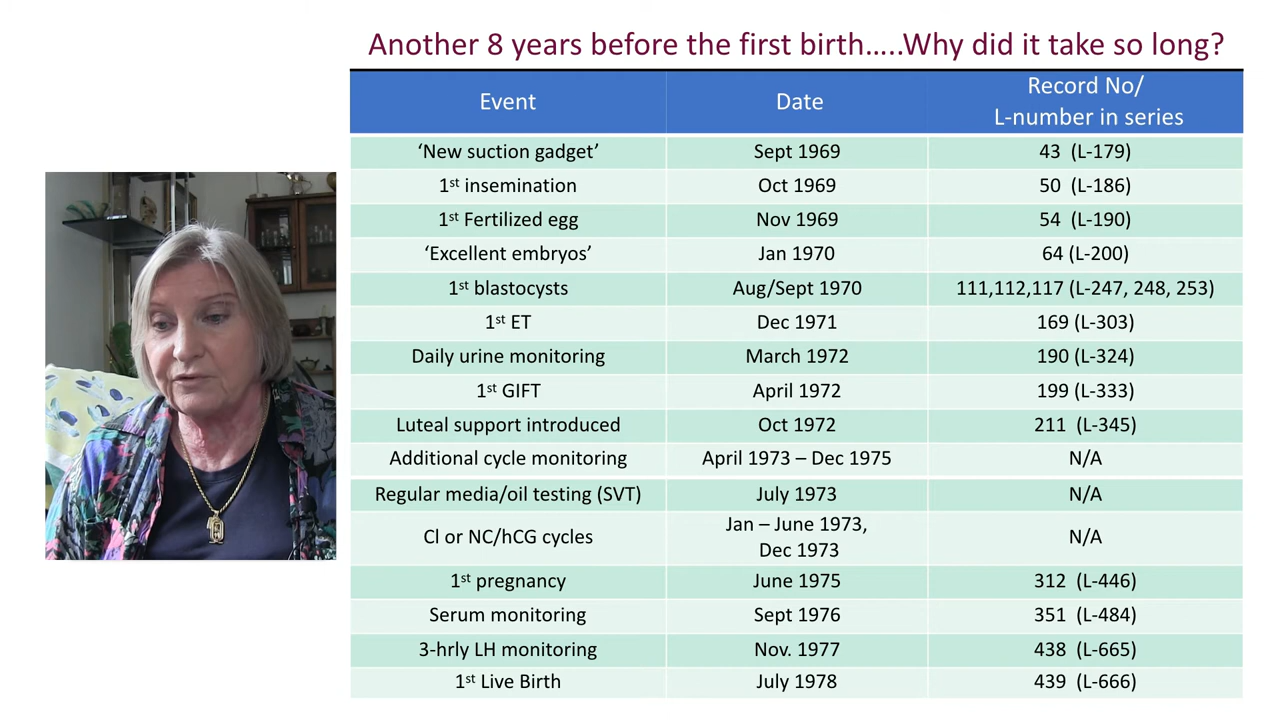 Another 8 years before the first birth…..Why did it take so long?
Event Date Record No/
L-number in series
‘New suction gadget’ Sept 1969 43 (L-179)
1st insemination Oct 1969 50 (L-186)
1st Fertilized egg Nov 1969 54 (L-190)
‘Excellent embryos’ Jan 1970 64 (L-200)
1st blastocysts Aug/Sept 1970 111,112,117 (L-247, 248, 253)
1st ET Dec 1971 169 (L-303)
Daily urine monitoring March 1972 190 (L-324)
1st GIFT April 1972 199 (L-333)
Luteal support introduced Oct 1972 211 (L-345)
Additional cycle monitoring April 1973 – Dec 1975 N/A
Regular media/oil testing (SVT) July 1973 N/A
Cl or NC/hCG cycles Jan – June 1973,
Dec 1973 N/A
1st pregnancy June 1975 312 (L-446)
Serum monitoring Sept 1976 351 (L-484)
3-hrly LH monitoring Nov. 1977 438 (L-665)
1st Live Birth July 1978 439 (L-666)